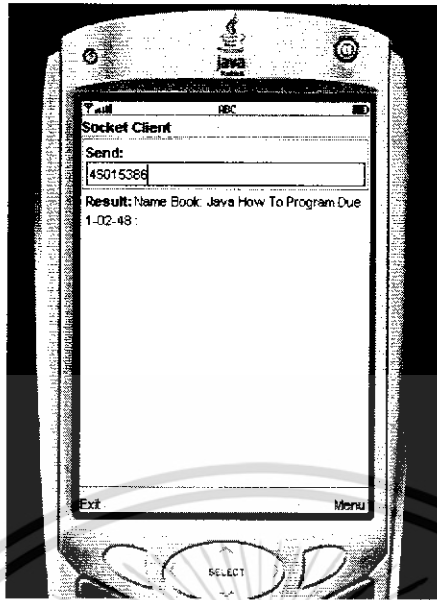 Java
ABC
Socket Client
Send:
46015386
Result: Name Book: Java How To Program Due
1-02-48 :
Exit Menu
SELECT